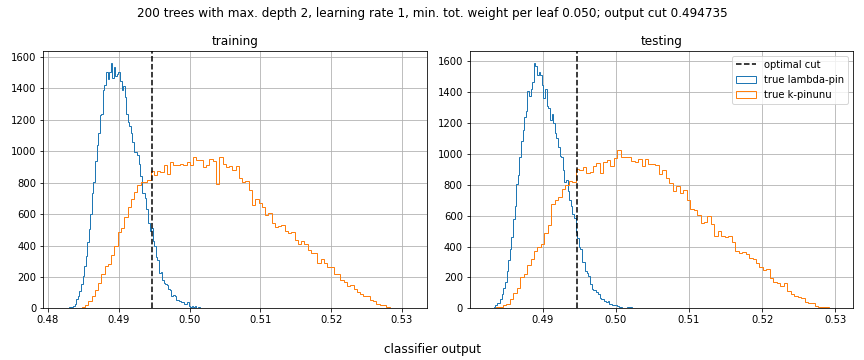 200 trees with max. depth 2, learning rate 1, min. tot. weight per leaf 0.050; output cut 0.494735
training
1600
1400
1200
1000
800
600
400
200
0
0.48 0.49 0.50 0.51 0.52 0.53
testing
optimal cut
true lambda-pin
true k-pinunu
1600
1400
1200
1000
800
600
400
200
0
0.49 0.50 0.51 0.52 0.53
classifier output